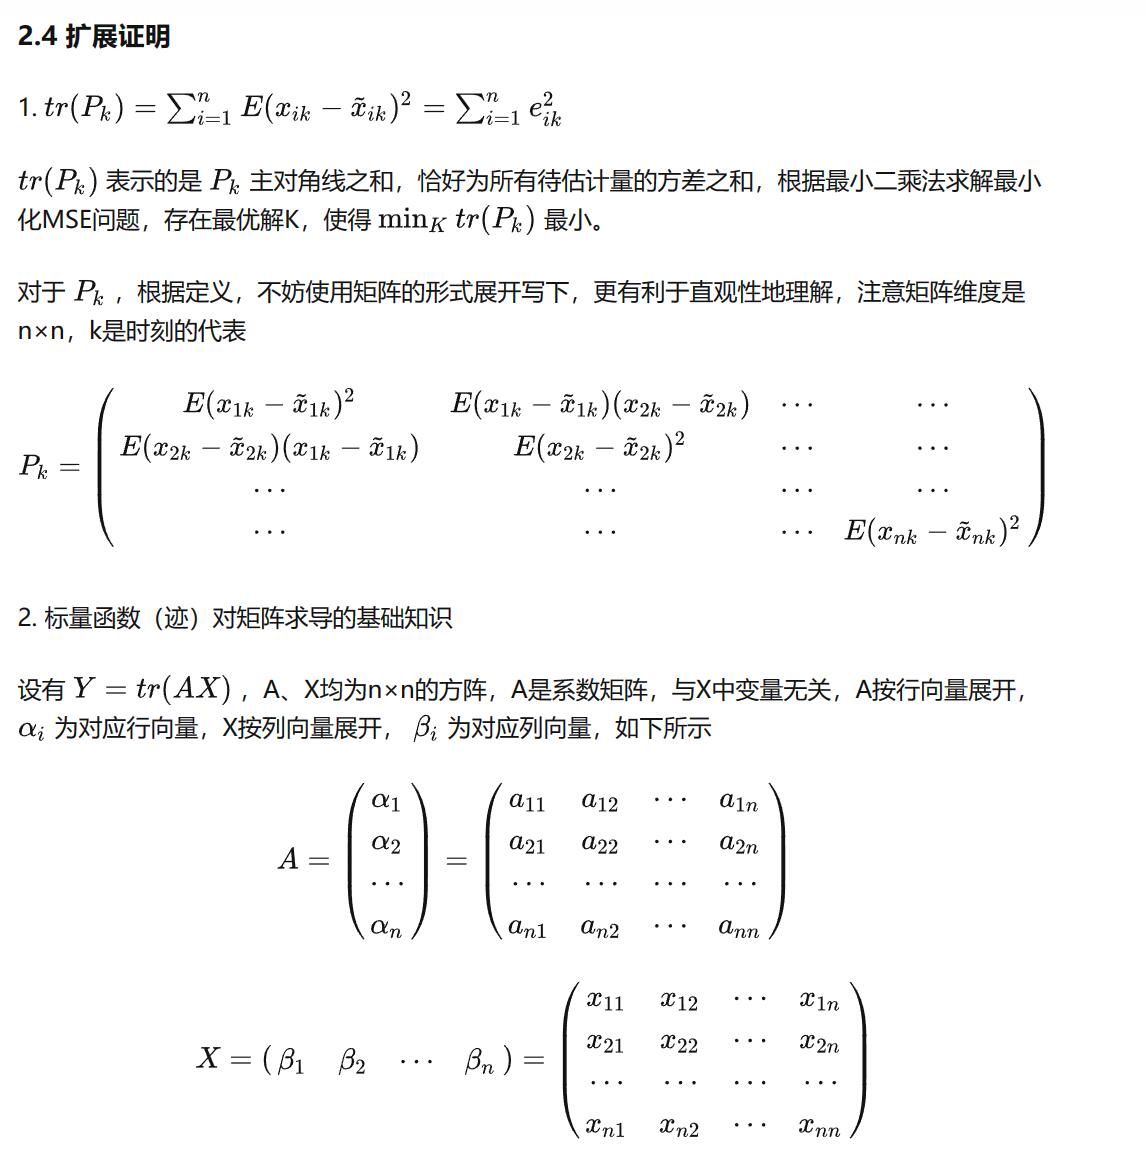 2.4 扩展证明
1. $tr(P_k) = \sum_{i=1}^{n} E(x_{ik} - \tilde{x}_{ik})^2 = \sum_{i=1}^{n} e_{ik}^2$
$tr(P_k)$ 表示的是 $P_k$ 主对角线之和，恰好为所有待估计量的方差之和，根据最小二乘法求解最小
化MSE问题，存在最优解K，使得 $\min_K tr(P_k)$ 最小。
对于 $P_k$ ，根据定义，不妨使用矩阵的形式展开写下，更有利于直观性地理解，注意矩阵维度是
n×n，k是时刻的代表
$P_k = \begin{pmatrix} E(x_{1k} - \tilde{x}_{1k})^2 & E(x_{1k} - \tilde{x}_{1k})(x_{2k} - \tilde{x}_{2k}) & \cdots & \cdots \\ E(x_{2k} - \tilde{x}_{2k})(x_{1k} - \tilde{x}_{1k}) & E(x_{2k} - \tilde{x}_{2k})^2 & \cdots & \cdots \\ \cdots & \cdots & \cdots & \cdots \\ \cdots & \cdots & \cdots & E(x_{nk} - \tilde{x}_{nk})^2 \end{pmatrix}$
2. 标量函数（迹）对矩阵求导的基础知识
设有 $Y = tr(AX)$ ，A、X均为n×n的方阵，A是系数矩阵，与X中变量无关，A按行向量展开，
$\alpha_i$ 为对应行向量，X按列向量展开， $\beta_i$ 为对应列向量，如下所示
$A = \begin{pmatrix} \alpha_1 \\ \alpha_2 \\ \cdots \\ \alpha_n \end{pmatrix} = \begin{pmatrix} a_{11} & a_{12} & \cdots & a_{1n} \\ a_{21} & a_{22} & \cdots & a_{2n} \\ \cdots & \cdots & \cdots & \cdots \\ a_{n1} & a_{n2} & \cdots & a_{nn} \end{pmatrix}$
$X = ( \beta_1 \quad \beta_2 \quad \cdots \quad \beta_n ) = \begin{pmatrix} x_{11} & x_{12} & \cdots & x_{1n} \\ x_{21} & x_{22} & \cdots & x_{2n} \\ \cdots & \cdots & \cdots & \cdots \\ x_{n1} & x_{n2} & \cdots & x_{nn} \end{pmatrix}$